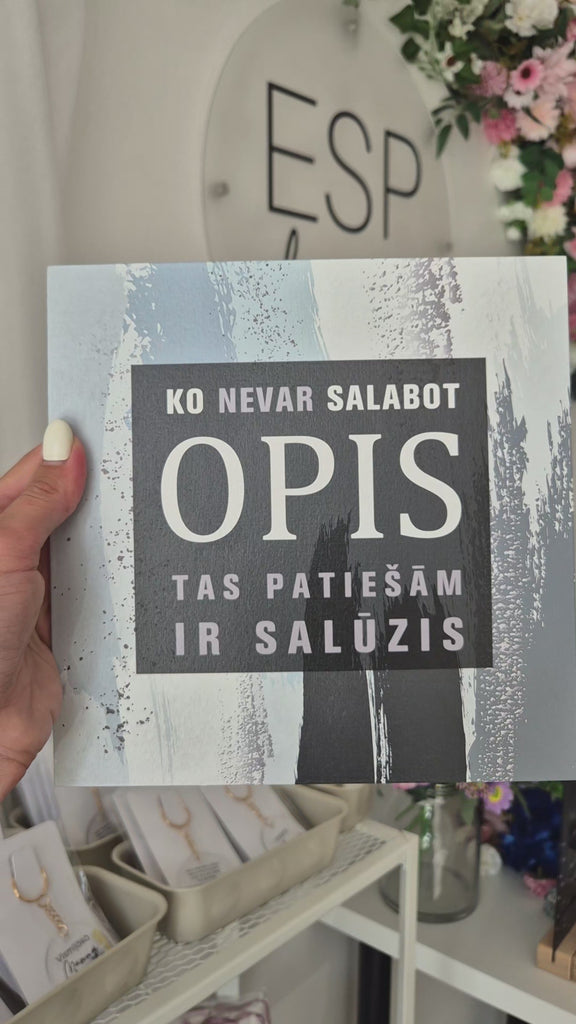 ESP
KO NEVAR SALABOT
OPIS
TAS PATIEŠĀM
IR SALŪZIS